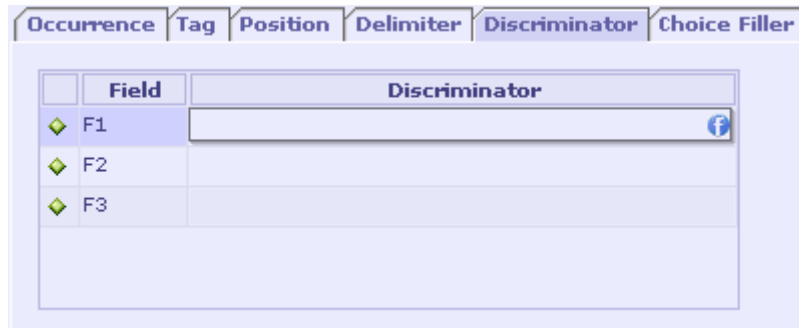 Occurrence Tag Position Delimiter Discriminator Choice Filler
Field Discriminator
F1
F2
F3